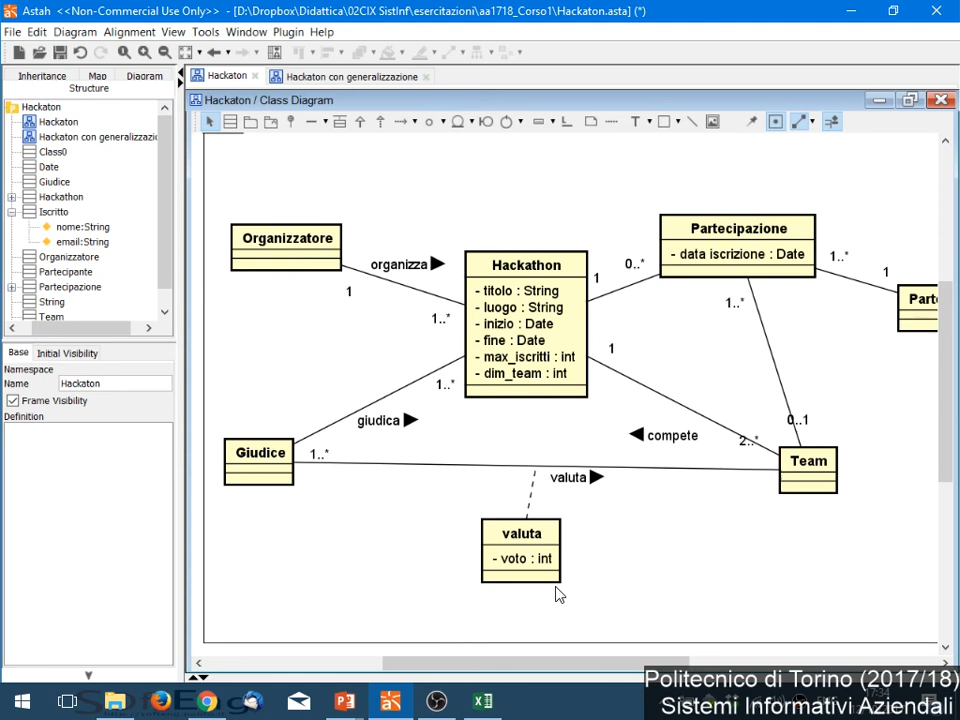 Astah <<Non-Commercial Use Only>> - [D:\Dropbox\Didattica\02CIX SistInf\esercitazioni\aa1718_Corso1\Hackaton.asta] (*)
File Edit Diagram Alignment View Tools Window Plugin Help
Inheritance Map Diagram
Structure
Hackaton
Hackaton
Hackaton con generalizzazio
Class0
Date
Giudice
Hackathon
Iscritto
nome:String
email:String
Organizzatore
Partecipante
Partecipazione
String
Team
Base Initial Visibility
Namespace
Name Hackaton
Frame Visibility
Definition
Hackaton Hackaton con generalizzazione
Hackaton / Class Diagram
T
Organizzatore
organizza
1
1..*
Hackathon
- titolo : String
- luogo : String
- inizio : Date
- fine : Date
- max_iscritti : int
- dim_team : int
1
0..*
Partecipazione
- data iscrizione : Date
1..*
1
Parte
1..*
0..1
1
compete
2..*
Team
1..*
giudica
Giudice
1..*
valuta
valuta
- voto : int
Politecnico di Torino (2017/18)
Sistemi Informativi Aziendali
17:34